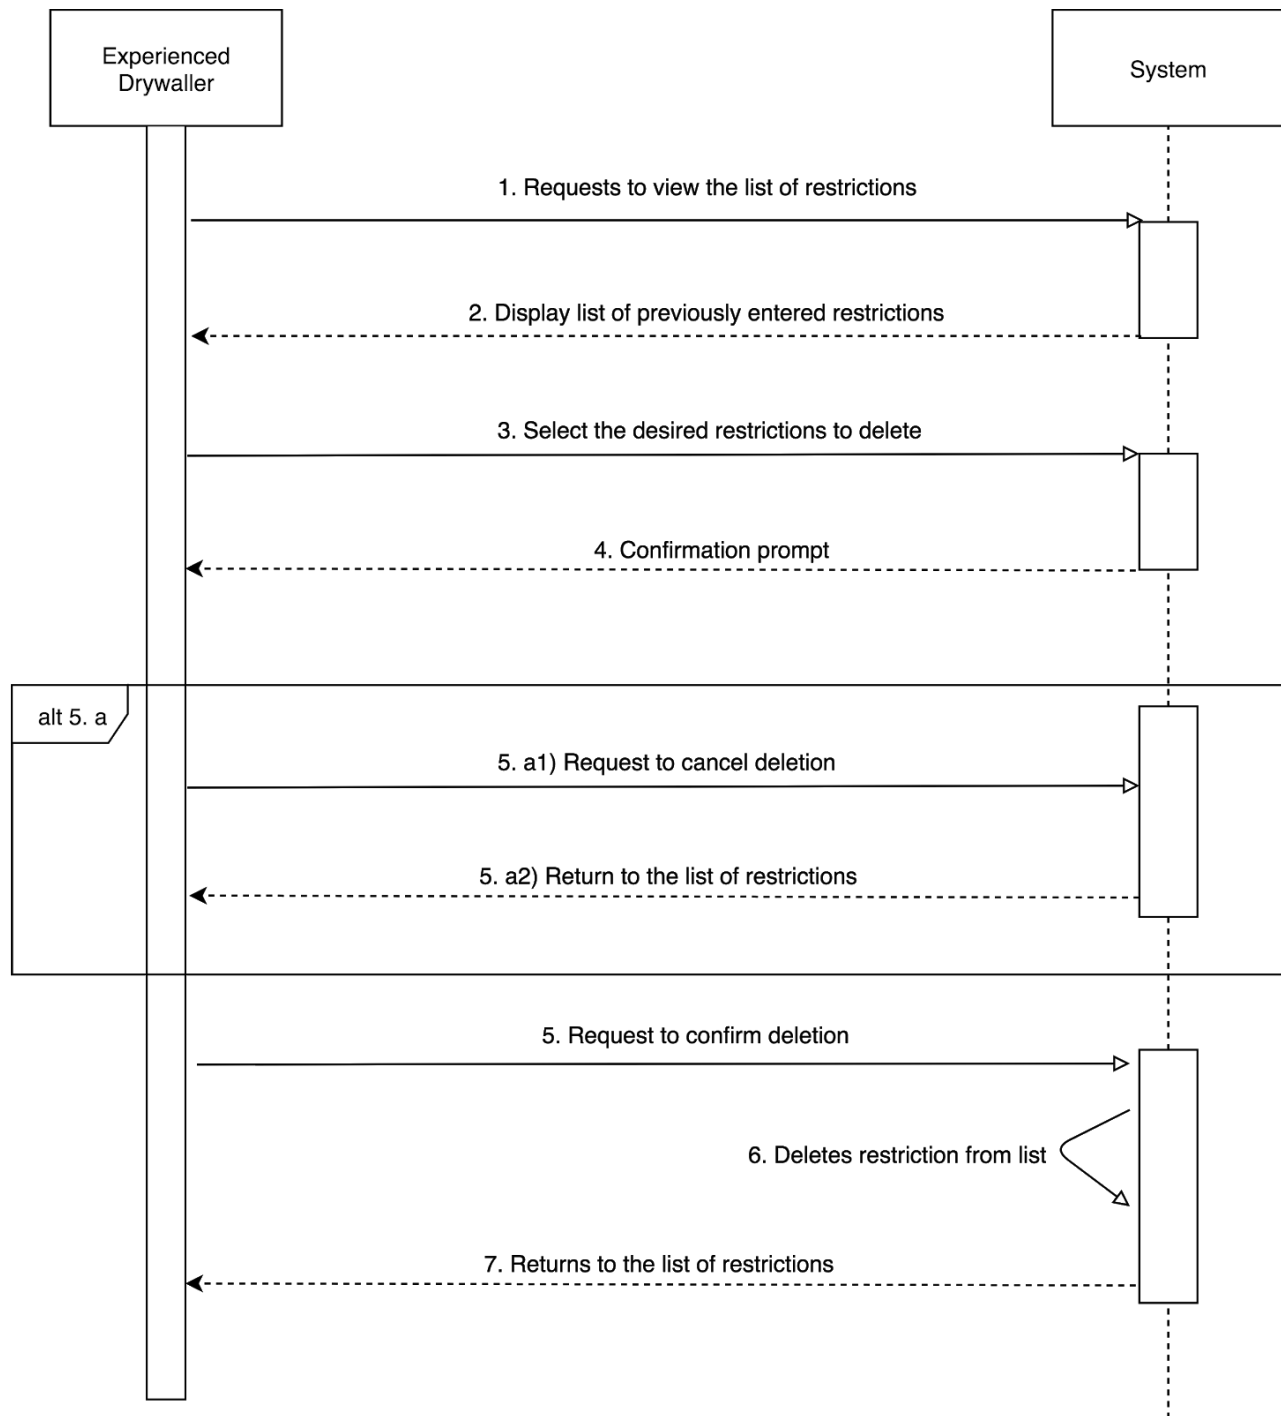 Experienced
Drywaller
System
1. Requests to view the list of restrictions
2. Display list of previously entered restrictions
3. Select the desired restrictions to delete
4. Confirmation prompt
alt 5. a
5. a1) Request to cancel deletion
5. a2) Return to the list of restrictions
5. Request to confirm deletion
6. Deletes restriction from list
7. Returns to the list of restrictions